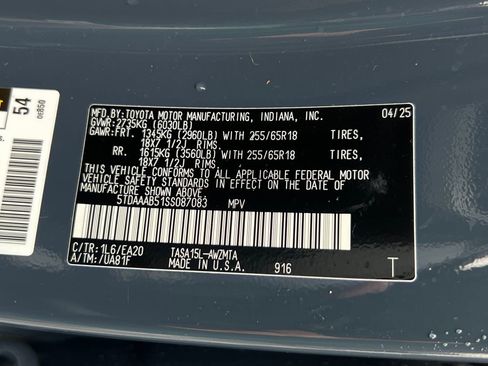 MFD.BY:TOYOTA MOTOR MANUFACTURING, INDIANA, INC. 04/25
GVWR:2735KG (6030LB)
GAWR:FRT. 1345KG (2960LB) WITH 255/65R18 TIRES,
18X7 1/2J RIMS.
RR. 1615KG (3560LB) WITH 255/65R18 TIRES,
18X7 1/2J RIMS.
THIS VEHICLE CONFORMS TO ALL APPLICABLE FEDERAL MOTOR
VEHICLE SAFETY STANDARDS IN EFFECT ON THE DATE OF
MANUFACTURE SHOWN ABOVE.
5TDAAAB51SS087083 MPV
C/TR:1L6/EA20 TASA15L-AWZMTA
A/TM:/UA81F MADE IN U.S.A. 916 T
54